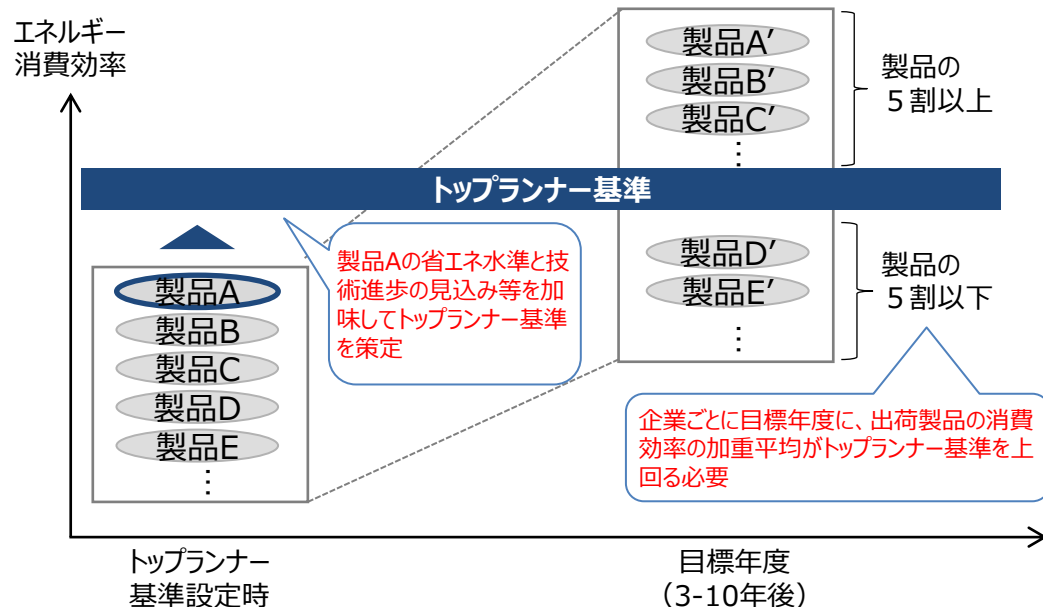 エネルギー
消費効率
製品A’
製品B’
製品C’
⋮
製品の
５割以上
トップランナー基準
製品Aの省エネ水準と技
術進歩の見込み等を加
味してトップランナー基準
を策定
製品A
製品B
製品C
製品D
製品E
⋮
製品D’
製品E’
⋮
製品の
５割以下
企業ごとに目標年度に、出荷製品の消費
効率の加重平均がトップランナー基準を上
回る必要
トップランナー
基準設定時
目標年度
（3-10年後）